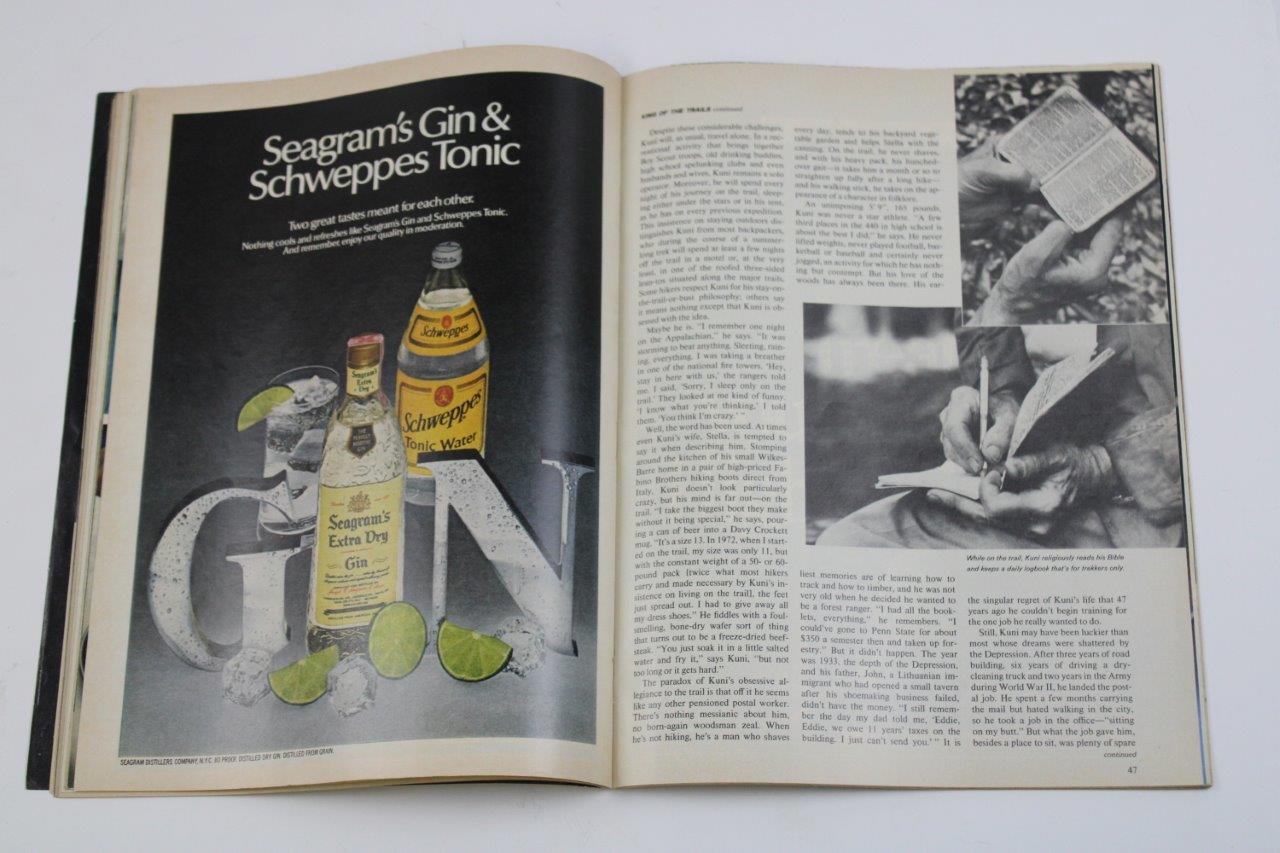 Seagram's Gin &
Schweppes Tonic
Two great tastes meant for each other.
Nothing cools and refreshes like Seagram's Gin and Schweppes Tonic.
And remember enjoy our quality in moderation.
Schweppes
Schweppes
Tonic Water
Seagram's
Extra
Dry
THE
PERFECT
MARTINI
GIN
GIN
Seagram's
Extra Dry
Gin
SEAGRAM DISTILLERS COMPANY, N.Y.C. 80 PROOF. DISTILLED DRY GIN. DISTILLED FROM GRAIN.
KING OF THE TRAILS continued
Despite these considerable challenges,
Kuni will, as usual, travel alone. In a rec-
reational activity that brings together
Boy Scout troops, old drinking buddies,
high school spelunking clubs and even
husbands and wives, Kuni remains a solo
operator. Moreover, he will spend every
night of his journey on the trail, sleep-
ing either under the stars or in his tent,
as he has on every previous expedition.
This insistence on staying outdoors dis-
tinguishes Kuni from most backpackers,
who during the course of a summer-
long trek will spend at least a few nights
off the trail in a motel or, at the very
least, in one of the roofed three-sided
lean-tos situated along the major trails.
Some hikers respect Kuni for his stay-on-
the-trail-or-bust philosophy; others say
it means nothing except that Kuni is ob-
sessed with the idea.
Maybe he is. "I remember one night
on the Appalachian," he says. "It was
storming to beat anything. Sleeting, rain-
ing, everything. I was taking a breather
in one of the national fire towers. 'Hey,
stay in here with us,' the rangers told
me. I said, 'Sorry, I sleep only on the
trail.' They looked at me kind of funny.
'I know what you're thinking,' I told
them. 'You think I'm crazy.' "
Well, the word has been used. At times
even Kuni's wife, Stella, is tempted to
say it when describing him. Stomping
around the kitchen of his small Wilkes-
Barre home in a pair of high-priced Fa-
bino Brothers hiking boots direct from
Italy, Kuni doesn't look particularly
crazy, but his mind is far out—on the
trail. "I take the biggest boot they make
without it being special," he says, pour-
ing a can of beer into a Davy Crockett
mug. "It's a size 13. In 1972, when I start-
ed on the trail, my size was only 11, but
with the constant weight of a 50- or 60-
pound pack [twice what most hikers
carry and made necessary by Kuni's in-
sistence on living on the trail], the feet
just spread out. I had to give away all
my dress shoes." He fiddles with a foul-
smelling, bone-dry wafer sort of thing
that turns out to be a freeze-dried beef-
steak. "You just soak it in a little salted
water and fry it," says Kuni, "but not
too long or it gets hard."
The paradox of Kuni's obsessive al-
legiance to the trail is that off it he seems
like any other pensioned postal worker.
There's nothing messianic about him,
no born-again woodsman zeal. When
he's not hiking, he's a man who shaves
every day, tends to his backyard vege-
table garden and helps Stella with the
canning. On the trail, he never shaves,
and with his heavy pack, his hunched-
over gait—it takes him a month or so to
straighten up fully after a long hike—
and his walking stick, he takes on the ap-
pearance of a character in folklore.
An unimposing 5' 9", 165 pounds,
Kuni was never a star athlete. "A few
third places in the 440 in high school is
about the best I did," he says. He never
lifted weights, never played football, bas-
ketball or baseball and certainly never
jogged, an activity for which he has noth-
ing but contempt. But his love of the
woods has always been there. His ear-
While on the trail, Kuni religiously reads his Bible
and keeps a daily logbook that's for trekkers only.
liest memories are of learning how to
track and how to timber, and he was not
very old when he decided he wanted to
be a forest ranger. "I had all the book-
lets, everything," he remembers. "I
could've gone to Penn State for about
$350 a semester then and taken up for-
estry." But it didn't happen. The year
was 1933, the depth of the Depression,
and his father, John, a Lithuanian im-
migrant who had opened a small tavern
after his shoemaking business failed,
didn't have the money. "I still remem-
ber the day my dad told me, 'Eddie,
Eddie, we owe 11 years' taxes on the
building. I just can't send you.' " It is
the singular regret of Kuni's life that 47
years ago he couldn't begin training for
the one job he really wanted to do.
Still, Kuni may have been luckier than
most whose dreams were shattered by
the Depression. After three years of road
building, six years of driving a dry-
cleaning truck and two years in the Army
during World War II, he landed the post-
al job. He spent a few months carrying
the mail but hated walking in the city,
so he took a job in the office—"sitting
on my butt." But what the job gave him,
besides a place to sit, was plenty of spare
continued
47